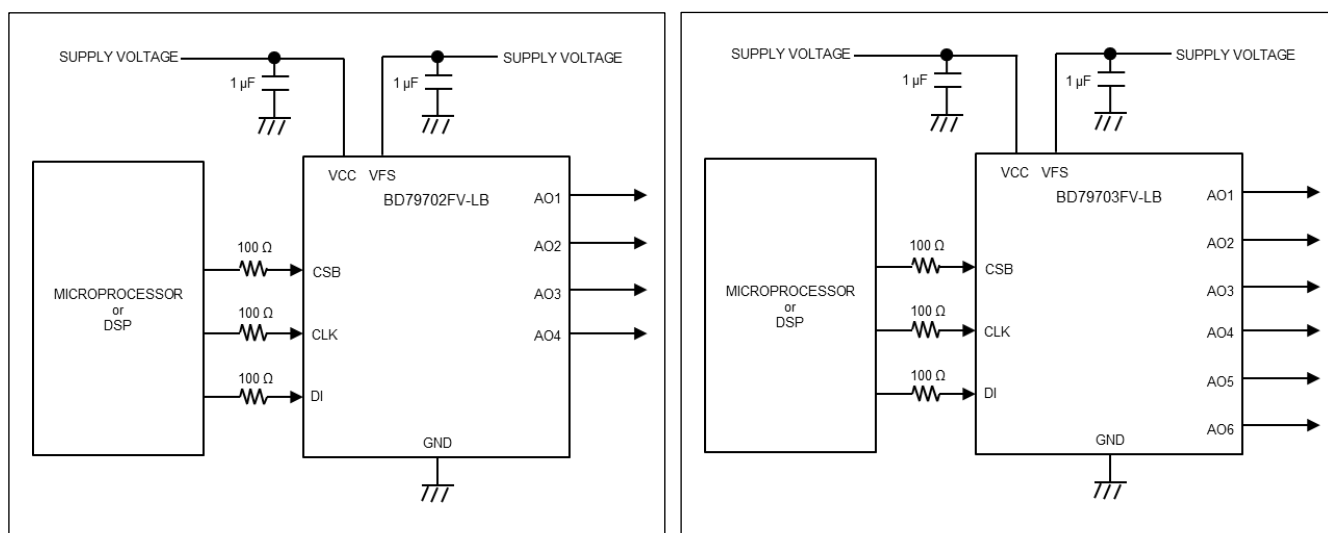 SUPPLY VOLTAGE
SUPPLY VOLTAGE
1 µF
1 µF
VCC
VFS
BD79702FV-LB
AO1
AO2
AO3
AO4
100 Ω
CSB
100 Ω
CLK
100 Ω
DI
MICROPROCESSOR
or
DSP
GND
SUPPLY VOLTAGE
SUPPLY VOLTAGE
1 µF
1 µF
VCC
VFS
BD79703FV-LB
AO1
AO2
AO3
AO4
AO5
AO6
100 Ω
CSB
100 Ω
CLK
100 Ω
DI
MICROPROCESSOR
or
DSP
GND